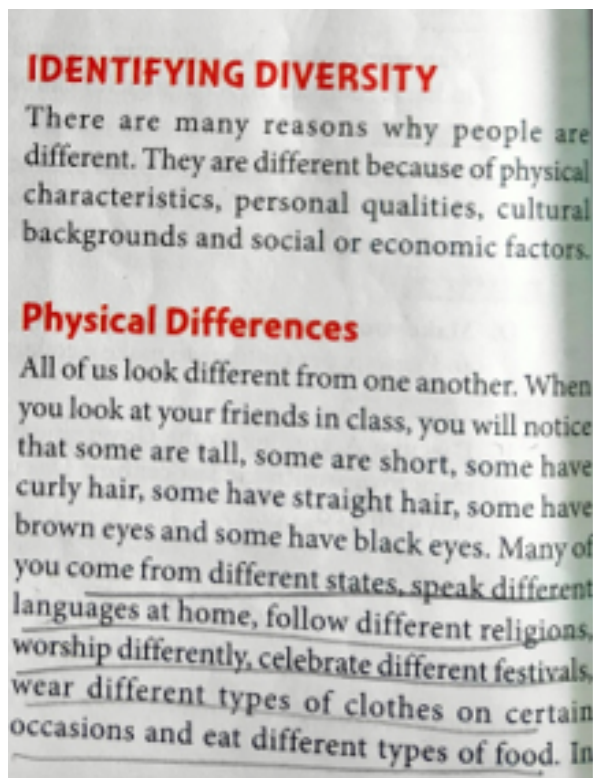 IDENTIFYING DIVERSITY
There are many reasons why people are
different. They are different because of physical
characteristics, personal qualities, cultural
backgrounds and social or economic factors.
Physical Differences
All of us look different from one another. When
you look at your friends in class, you will notice
that some are tall, some are short, some have
curly hair, some have straight hair, some have
brown eyes and some have black eyes. Many of
you come from different states, speak different
languages at home, follow different religions,
worship differently, celebrate different festivals,
wear different types of clothes on certain
occasions and eat different types of food. In